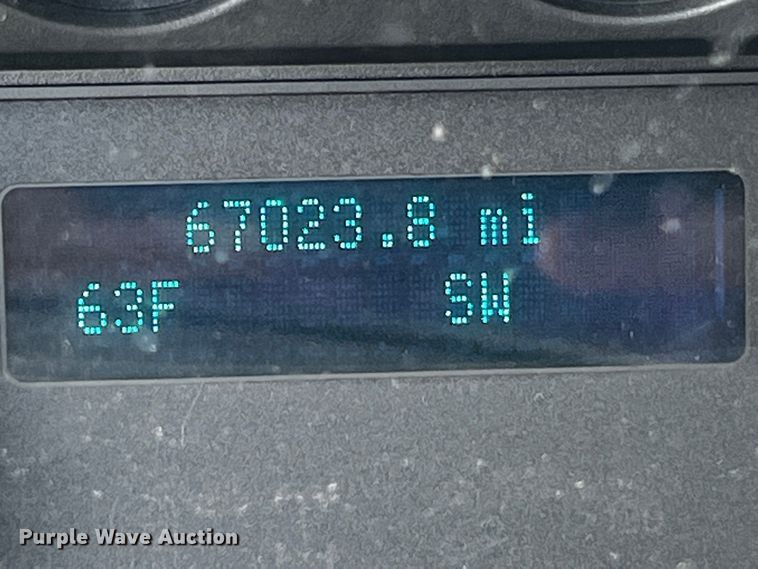 67023.8 mi
63F SW
Purple Wave Auction